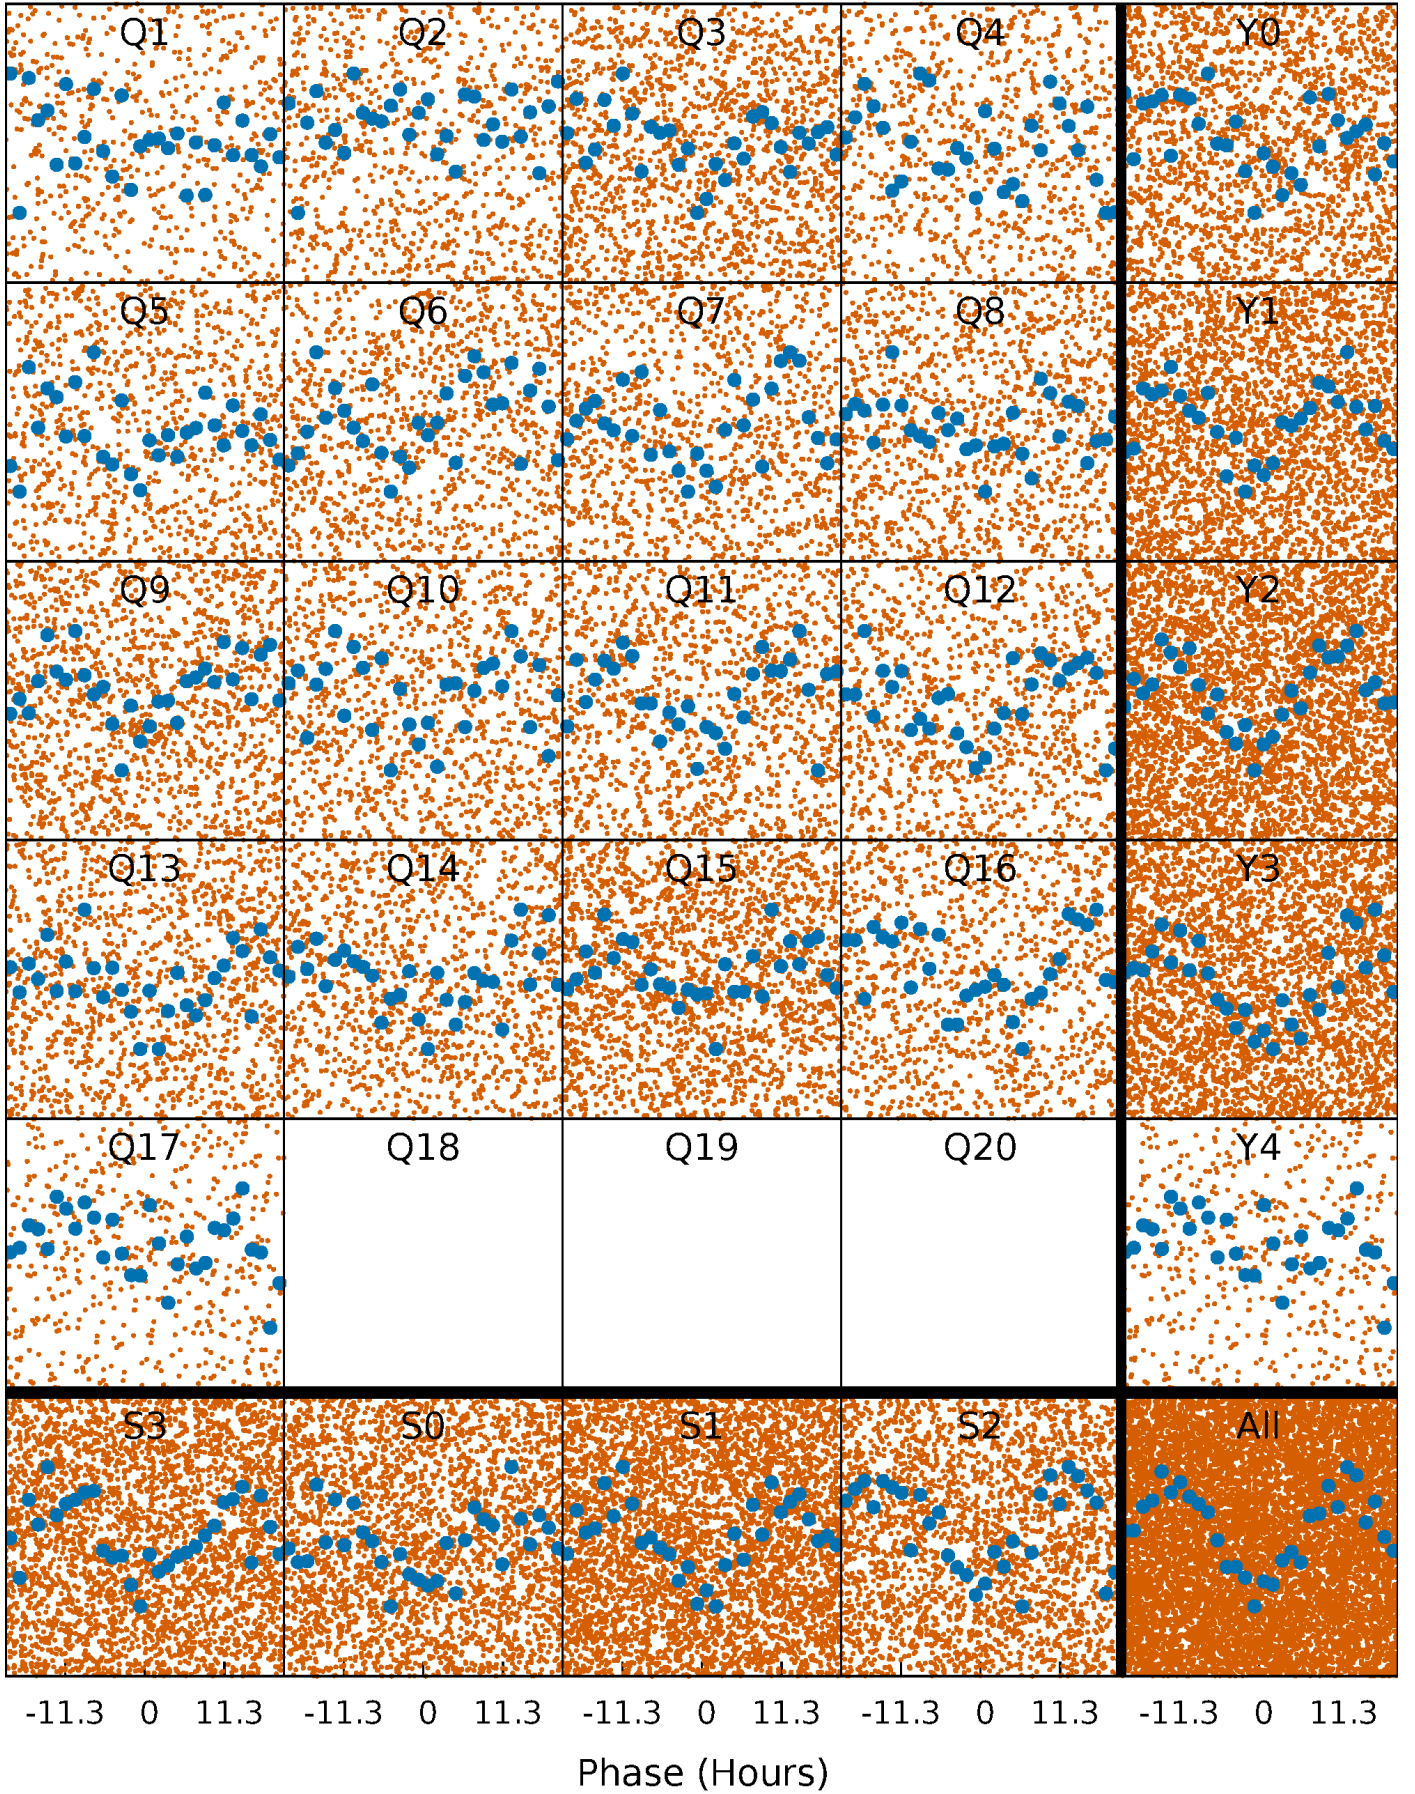 Q1 Q2 Q3 Q4 Y0
Q5 Q6 Q7 Q8 Y1
Q9 Q10 Q11 Q12 Y2
Q13 Q14 Q15 Q16 Y3
Q17 Q18 Q19 Q20 Y4
S3 S0 S1 S2 All
-11.3 0 11.3 -11.3 0 11.3 -11.3 0 11.3 -11.3 0 11.3 -11.3 0 11.3
Phase (Hours)